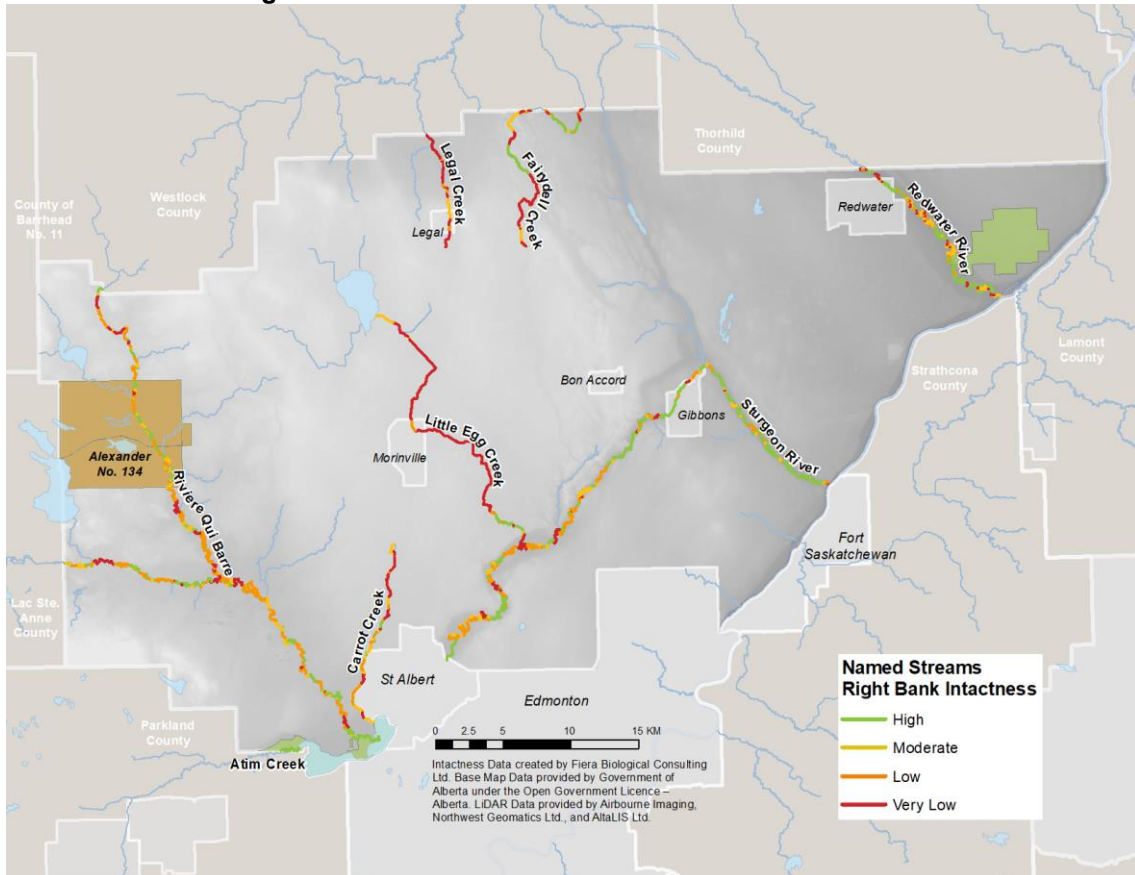 g
Thorhild
County
Westlock
County
County of
Barrhead
No. 11
Legal Creek
Legal
Fairydell Creek
Redwater
Redwater River
Lamont
County
Strathcona
County
Bon Accord
Gibbons
Sturgeon River
Alexander
No. 134
Morinville
Little Egg Creek
Riviere Qui Barre
Fort
Saskatchewan
Lac Ste.
Anne
County
Carrot Creek
St Albert
Edmonton
Parkland
County
Atim Creek
0 2.5 5 10 15 KM
Intactness Data created by Fiera Biological Consulting
Ltd. Base Map Data provided by Government of
Alberta under the Open Government Licence –
Alberta. LiDAR Data provided by Airbourne Imaging,
Northwest Geomatics Ltd., and AltaLIS Ltd.
Named Streams
Right Bank Intactness
High
Moderate
Low
Very Low